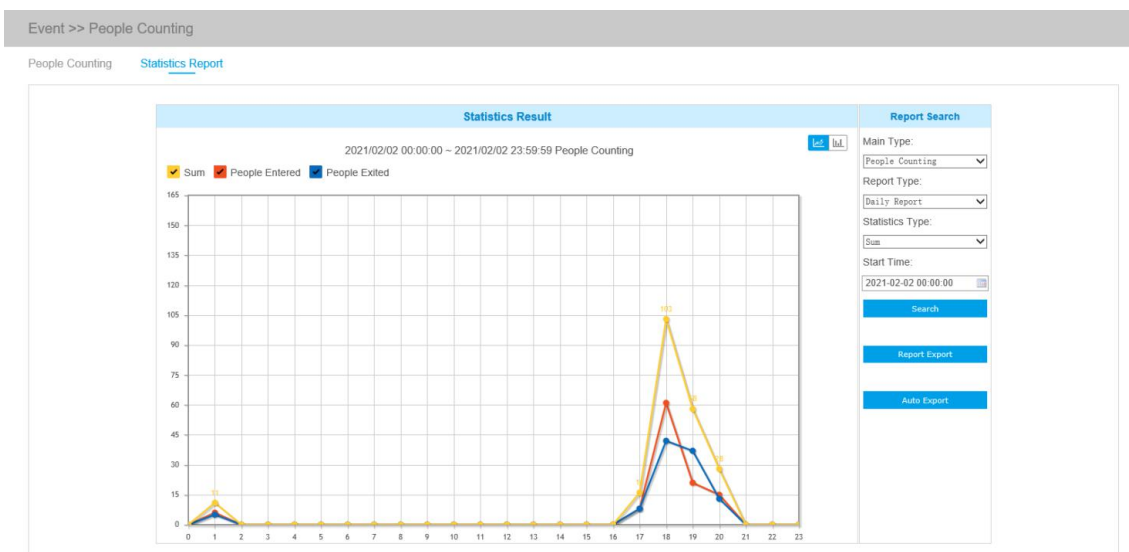 Event >> People Counting
People Counting Statistics Report
Statistics Result
2021/02/02 00:00:00 ~ 2021/02/02 23:59:59 People Counting
Sum People Entered People Exited
165
150
135
120
105
90
75
60
45
30
15
0
103
11
0 1 2 3 4 5 6 7 8 9 10 11 12 13 14 15 16 17 18 19 20 21 22 23
Report Search
Main Type:
People Counting
Report Type:
Daily Report
Statistics Type:
Sum
Start Time:
2021-02-02 00:00:00
Search
Report Export
Auto Export